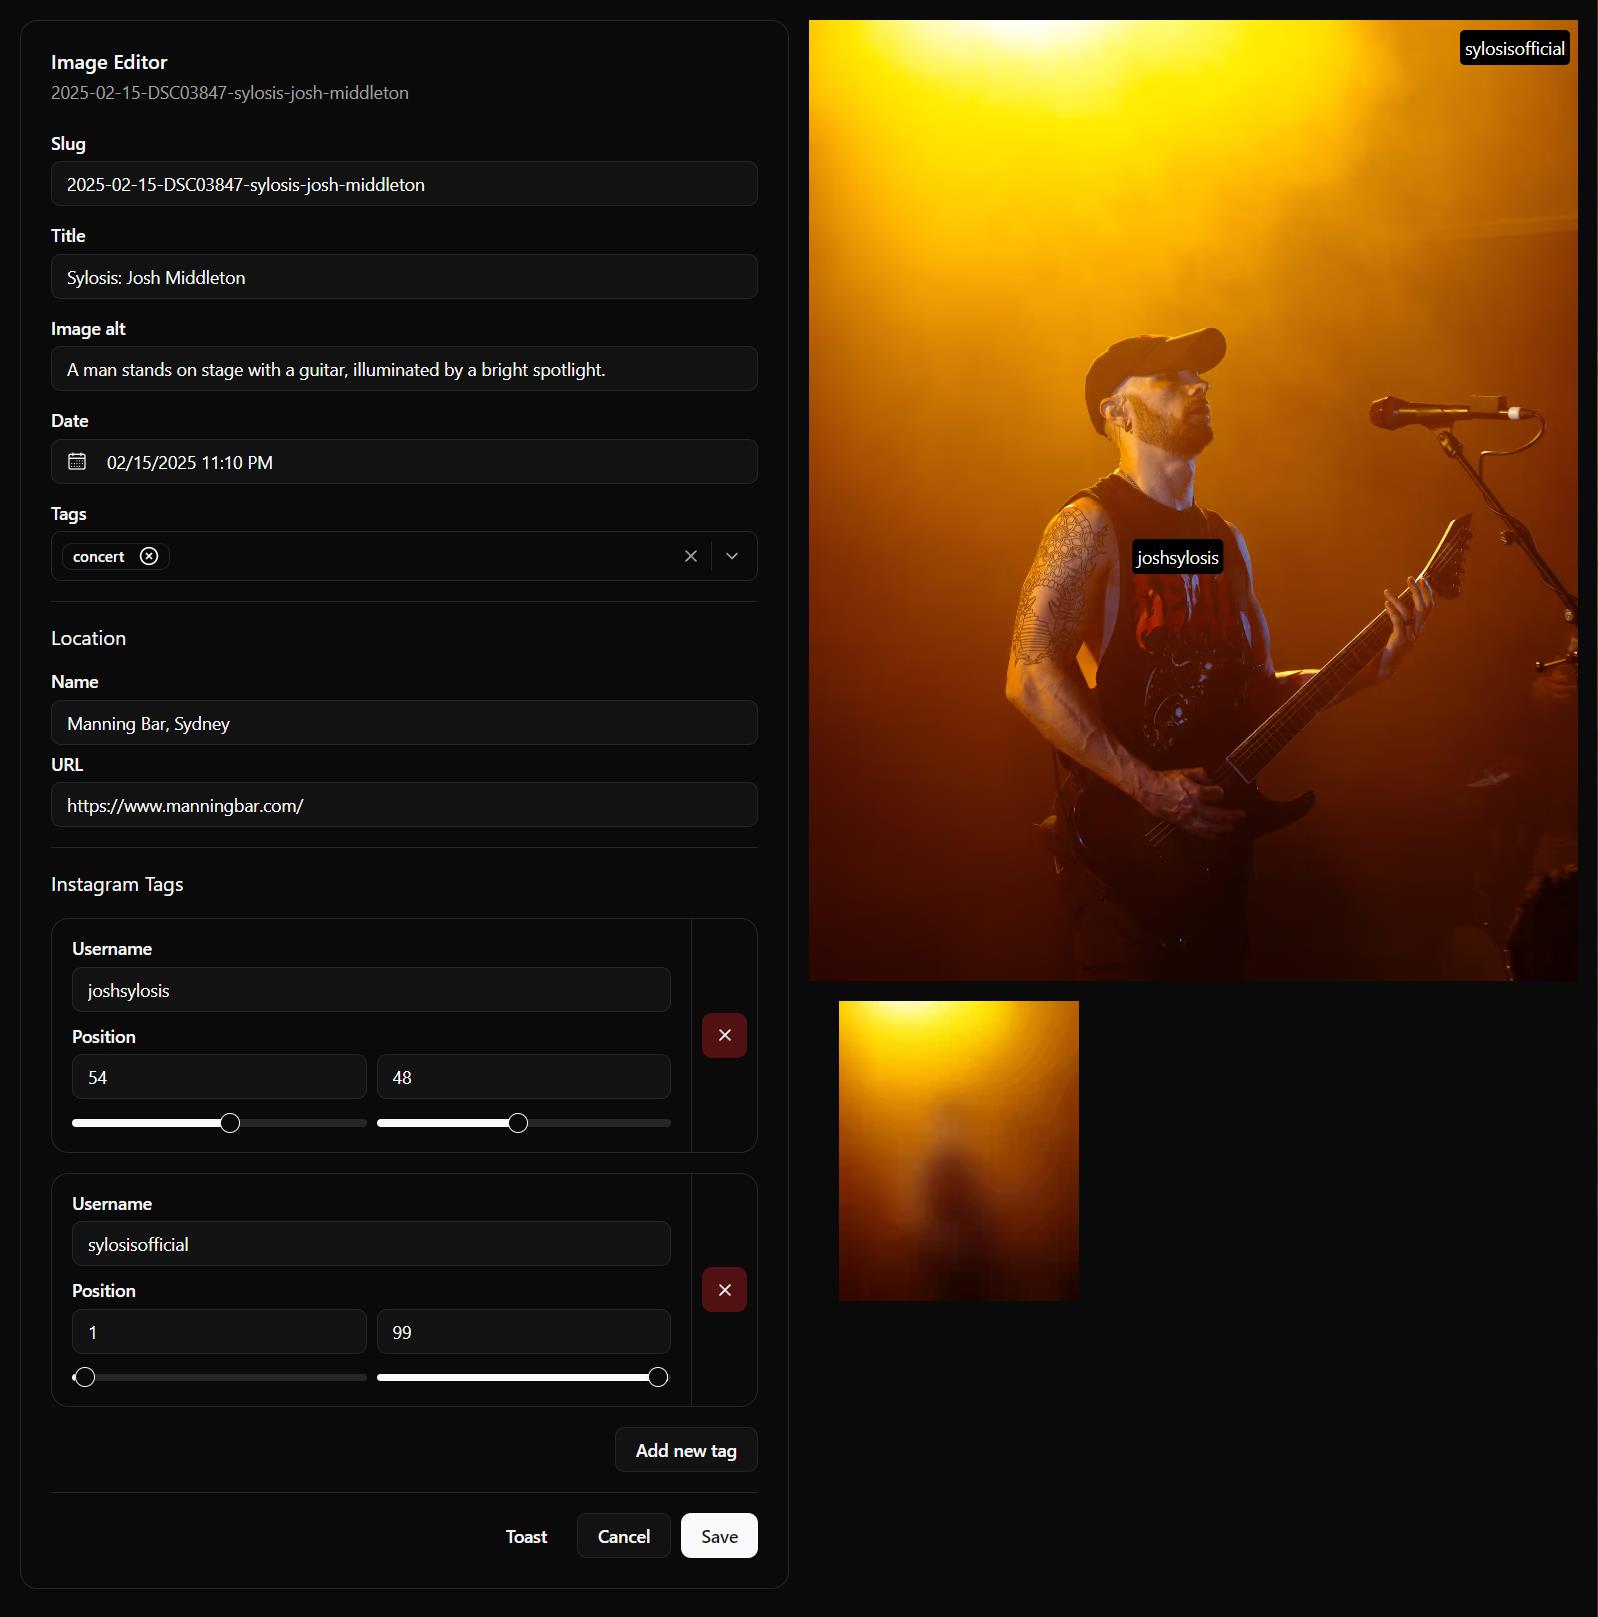 Image Editor
2025-02-15-DSC03847-sylosis-josh-middleton
Slug
2025-02-15-DSC03847-sylosis-josh-middleton
Title
Sylosis: Josh Middleton
Image alt
A man stands on stage with a guitar, illuminated by a bright spotlight.
Date
02/15/2025 11:10 PM
Tags
concert
Location
Name
Manning Bar, Sydney
URL
https://www.manningbar.com/
Instagram Tags
Username
joshsylosis
Position
54 48
Username
sylosisofficial
Position
1 99
Add new tag
Toast Cancel Save
sylosisofficial
joshsylosis